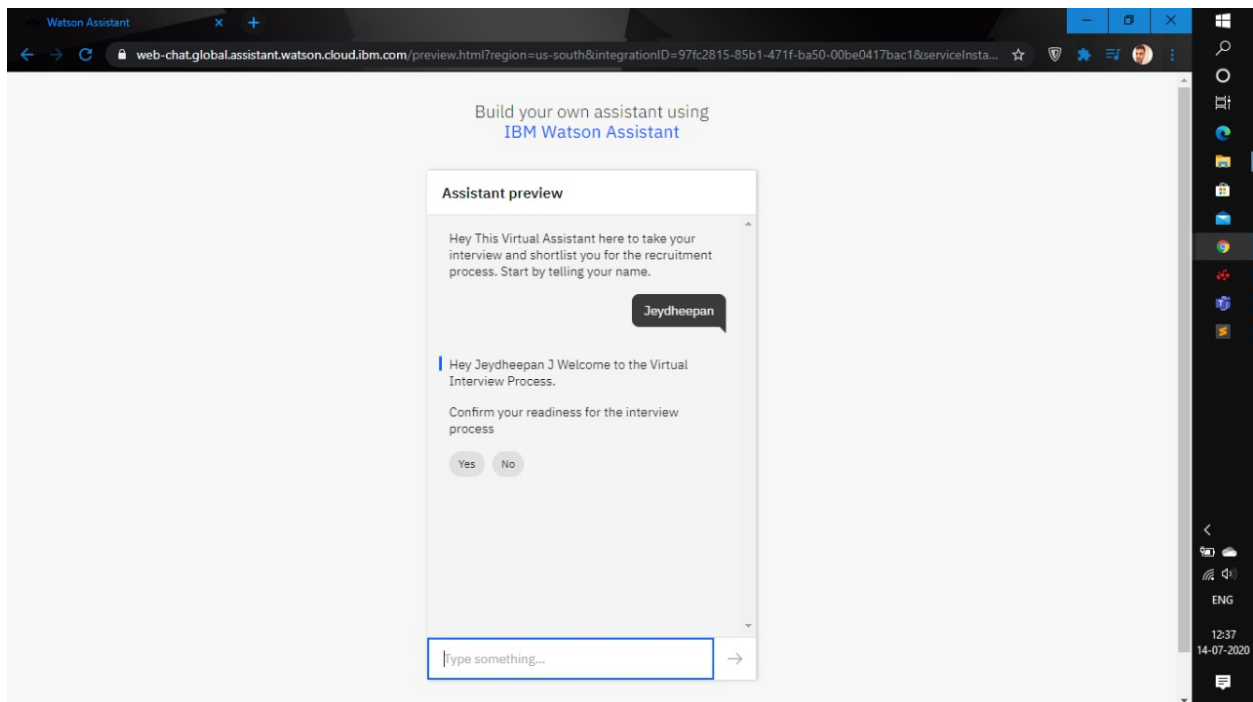 Watson Assistant
web-chat.global.assistant.watson.cloud.ibm.com/preview.html?region=us-south&integrationID=97fc2815-85b1-471f-ba50-00be0417bac1&serviceInsta...
Build your own assistant using
IBM Watson Assistant
Assistant preview
Hey This Virtual Assistant here to take your
interview and shortlist you for the recruitment
process. Start by telling your name.
Jeydheepan
Hey Jeydheepan J Welcome to the Virtual
Interview Process.
Confirm your readiness for the interview
process
Yes No
Type something...
ENG
12:37
14-07-2020